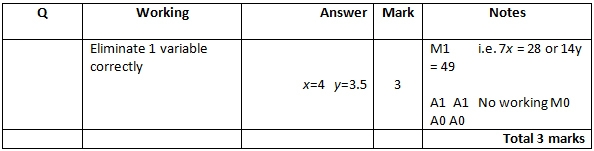 Q Working Answer Mark Notes
Eliminate 1 variable
correctly
x=4 y=3.5 3
M1 i.e. 7x = 28 or 14y
= 49
A1 A1 No working M0
A0 A0
Total 3 marks